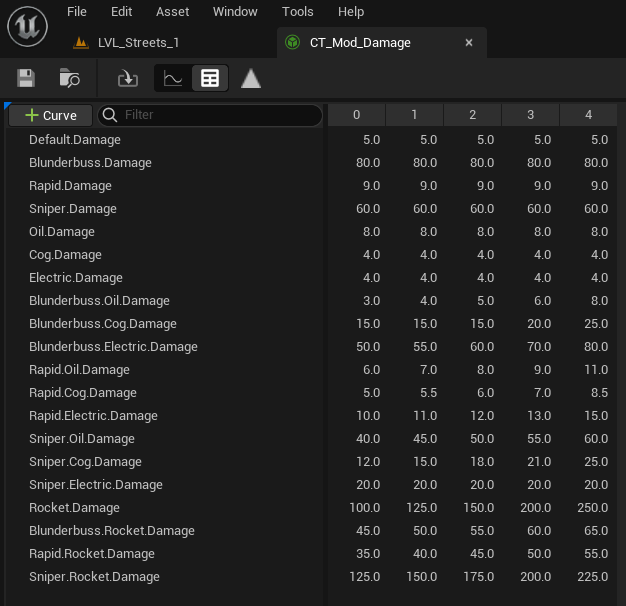 File Edit Asset Window Tools Help
LVL_Streets_1 CT_Mod_Damage ×
+ Curve Filter 0 1 2 3 4
Default.Damage 5.0 5.0 5.0 5.0 5.0
Blunderbuss.Damage 80.0 80.0 80.0 80.0 80.0
Rapid.Damage 9.0 9.0 9.0 9.0 9.0
Sniper.Damage 60.0 60.0 60.0 60.0 60.0
Oil.Damage 8.0 8.0 8.0 8.0 8.0
Cog.Damage 4.0 4.0 4.0 4.0 4.0
Electric.Damage 4.0 4.0 4.0 4.0 4.0
Blunderbuss.Oil.Damage 3.0 4.0 5.0 6.0 8.0
Blunderbuss.Cog.Damage 15.0 15.0 15.0 20.0 25.0
Blunderbuss.Electric.Damage 50.0 55.0 60.0 70.0 80.0
Rapid.Oil.Damage 6.0 7.0 8.0 9.0 11.0
Rapid.Cog.Damage 5.0 5.5 6.0 7.0 8.5
Rapid.Electric.Damage 10.0 11.0 12.0 13.0 15.0
Sniper.Oil.Damage 40.0 45.0 50.0 55.0 60.0
Sniper.Cog.Damage 12.0 15.0 18.0 21.0 25.0
Sniper.Electric.Damage 20.0 20.0 20.0 20.0 20.0
Rocket.Damage 100.0 125.0 150.0 200.0 250.0
Blunderbuss.Rocket.Damage 45.0 50.0 55.0 60.0 65.0
Rapid.Rocket.Damage 35.0 40.0 45.0 50.0 55.0
Sniper.Rocket.Damage 125.0 150.0 175.0 200.0 225.0